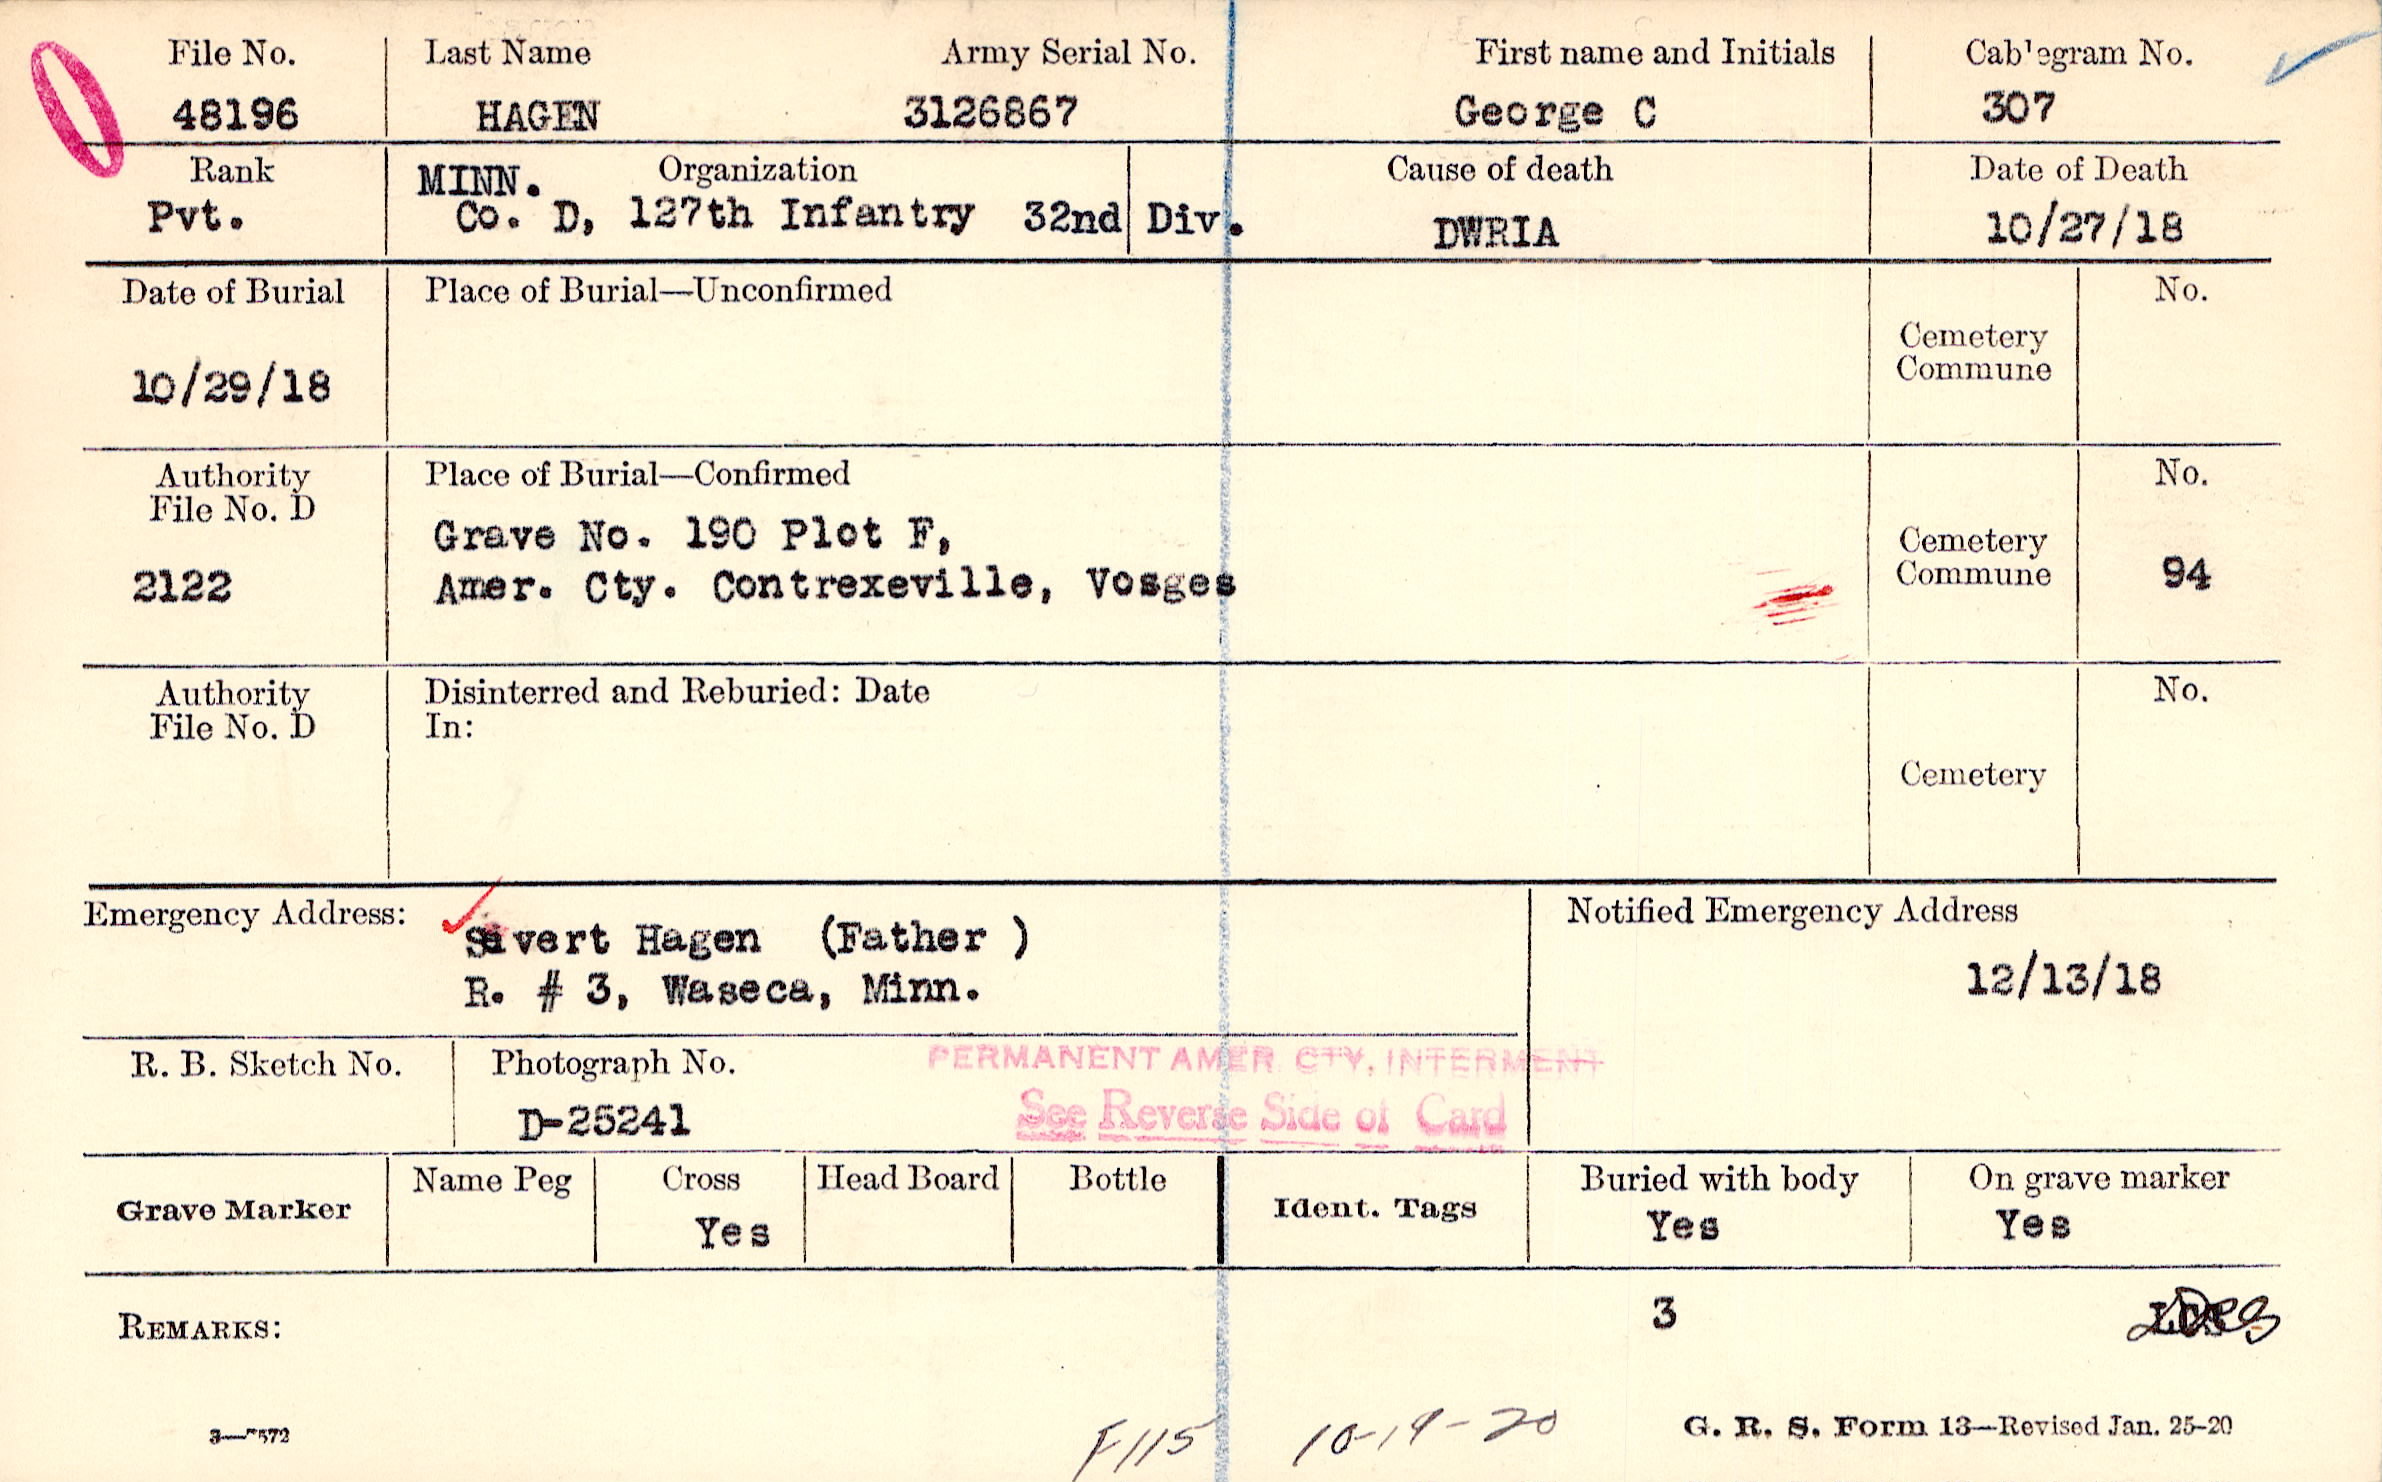 File No. Last Name Army Serial No. First name and Initials Cablegram No.
48196 HAGEN 3126867 George C 307
Rank MINN. Organization Cause of death Date of Death
Pvt. Co. D, 127th Infantry 32nd Div. DWRIA 10/27/18
Date of Burial Place of Burial—Unconfirmed No.
Cemetery
Commune
10/29/18
Authority Place of Burial—Confirmed No.
File No. D
Grave No. 190 Plot F, Cemetery
2122 Amer. Cty. Contrexeville, Vosges Commune 94
Authority Disinterred and Reburied: Date No.
File No. D In:
Cemetery
Emergency Address: Notified Emergency Address
Sivert Hagen (Father )
R. # 3, Waseca, Minn. 12/13/18
R. B. Sketch No. Photograph No. PERMANENT AMER. CTY. INTERMENT
D-25241 See Reverse Side of Card
Grave Marker Name Peg Cross Head Board Bottle Ident. Tags Buried with body On grave marker
Yes Yes Yes
REMARKS: 3
3—7572 F115 10-19-20 G. R. S. Form 13—Revised Jan. 25-20